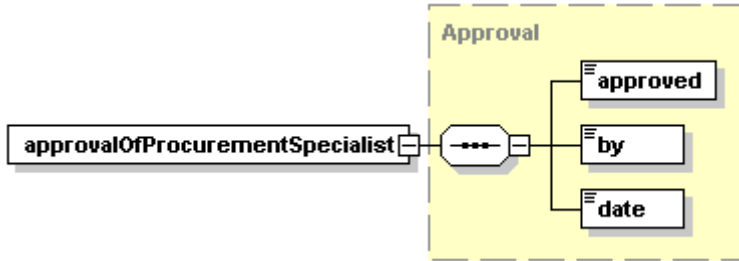 Approval
approved
approvalOfProcurementSpecialist
by
date